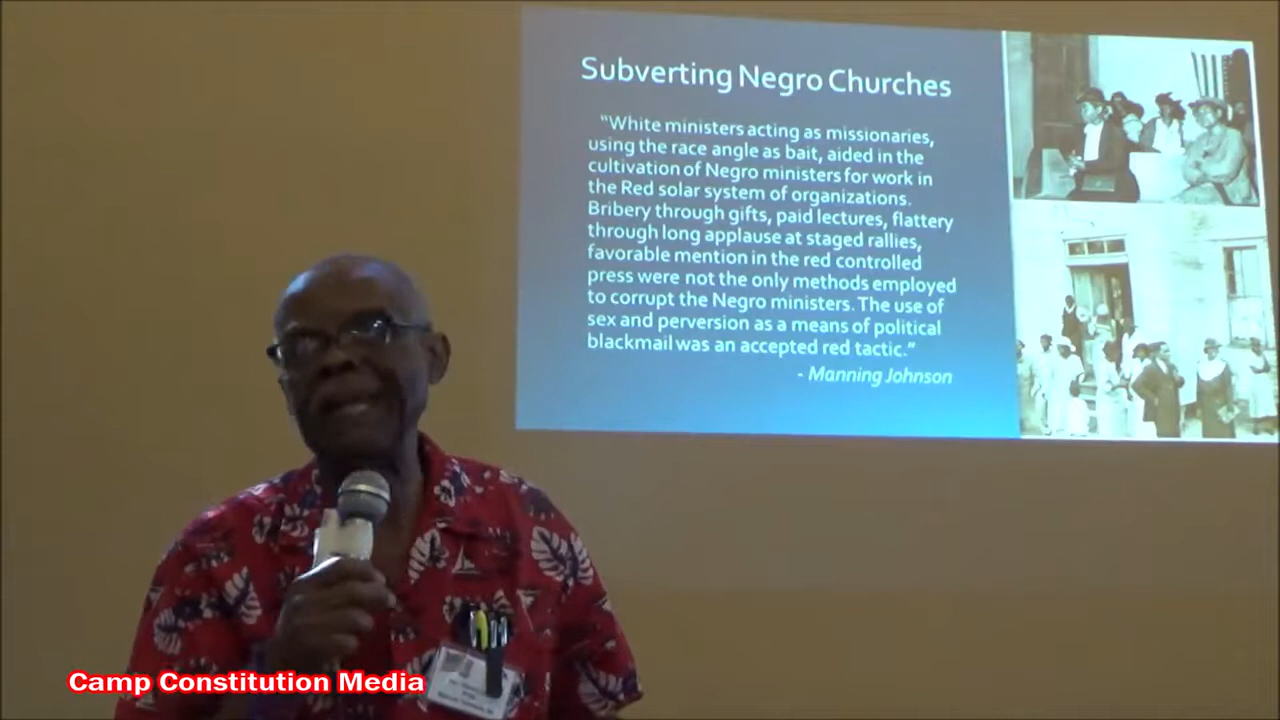 Subverting Negro Churches
"White ministers acting as missionaries,
using the race angle as bait, aided in the
cultivation of Negro ministers for work in
the Red solar system of organizations.
Bribery through gifts, paid lectures, flattery
through long applause at staged rallies,
favorable mention in the red controlled
press were not the only methods employed
to corrupt the Negro ministers. The use of
sex and perversion as a means of political
blackmail was an accepted red tactic."
- Manning Johnson
Camp Constitution Media